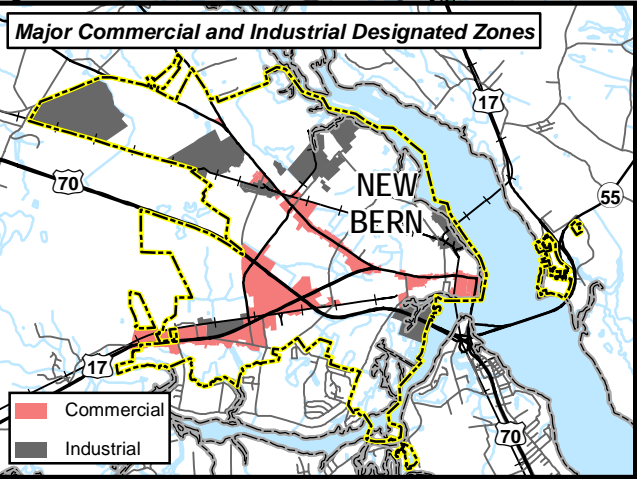 Major Commercial and Industrial Designated Zones
17
70
55
NEW
BERN
17
Commercial
Industrial
70